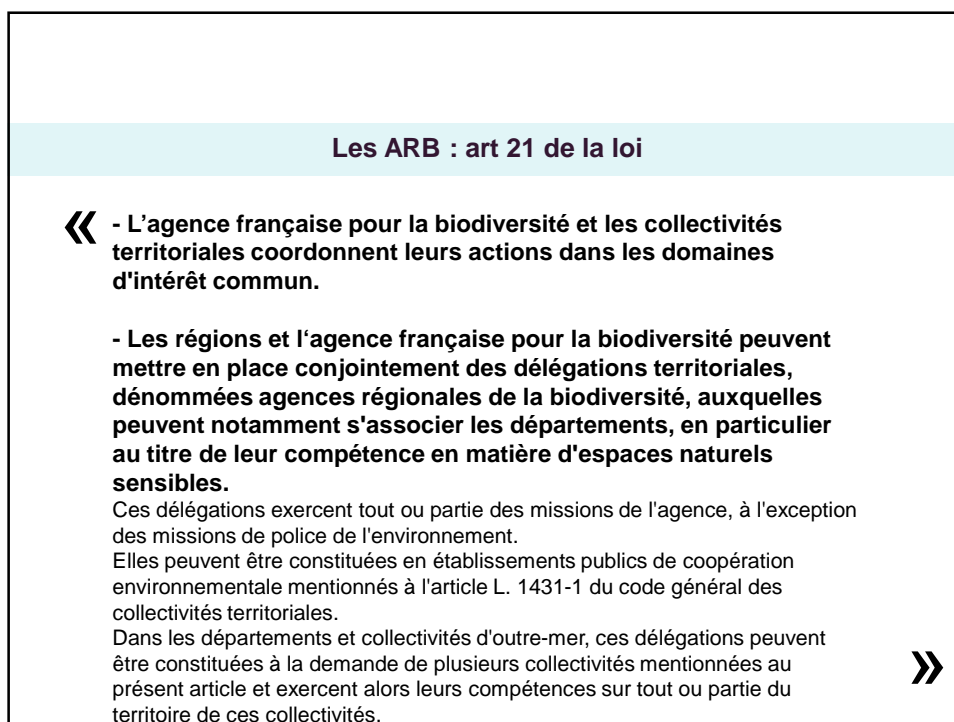 Les ARB : art 21 de la loi
« - L’agence française pour la biodiversité et les collectivités
territoriales coordonnent leurs actions dans les domaines
d'intérêt commun.
- Les régions et l‘agence française pour la biodiversité peuvent
mettre en place conjointement des délégations territoriales,
dénommées agences régionales de la biodiversité, auxquelles
peuvent notamment s'associer les départements, en particulier
au titre de leur compétence en matière d'espaces naturels
sensibles.
Ces délégations exercent tout ou partie des missions de l'agence, à l'exception
des missions de police de l'environnement.
Elles peuvent être constituées en établissements publics de coopération
environnementale mentionnés à l'article L. 1431-1 du code général des
collectivités territoriales.
Dans les départements et collectivités d'outre-mer, ces délégations peuvent
être constituées à la demande de plusieurs collectivités mentionnées au
présent article et exercent alors leurs compétences sur tout ou partie du »
territoire de ces collectivités.